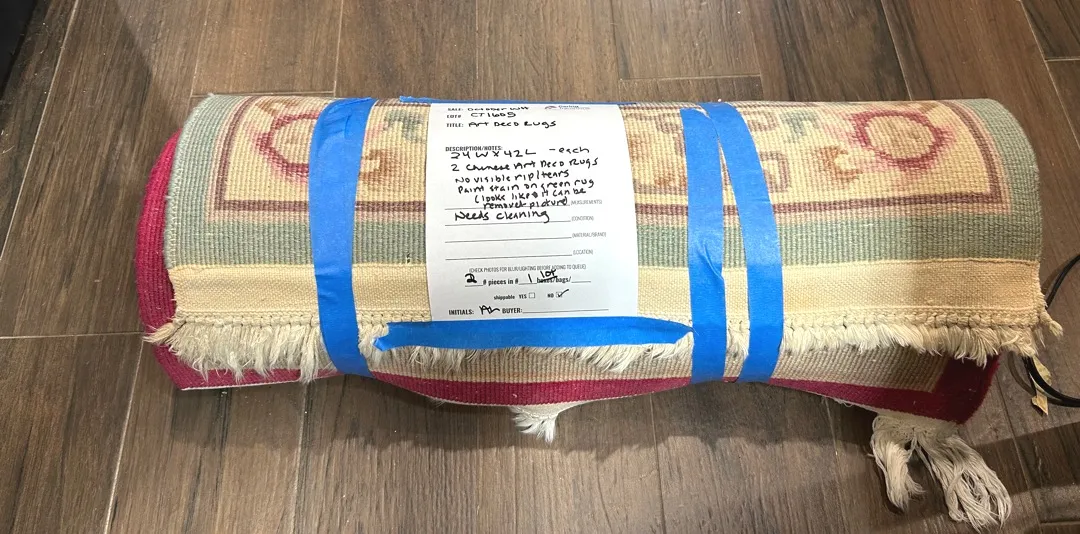 SALE: October WH
LOT# CT1605
TITLE: Art Deco Rugs
DESCRIPTION/NOTES:
24W x 42L - each
2 Chinese Art Deco Rugs
No visible rip/tears
Paint stain on green rug
(looks like it can be
removed picture) (MEASUREMENTS)
Needs cleaning (CONDITION)
(MATERIAL/BRAND)
(LOCATION)
(CHECK PHOTOS FOR BLUR/LIGHTING BEFORE ADDING TO QUEUE)
2 # pieces in # 1 lot boxes/bags/
shippable YES NO
INITIALS: BUYER: